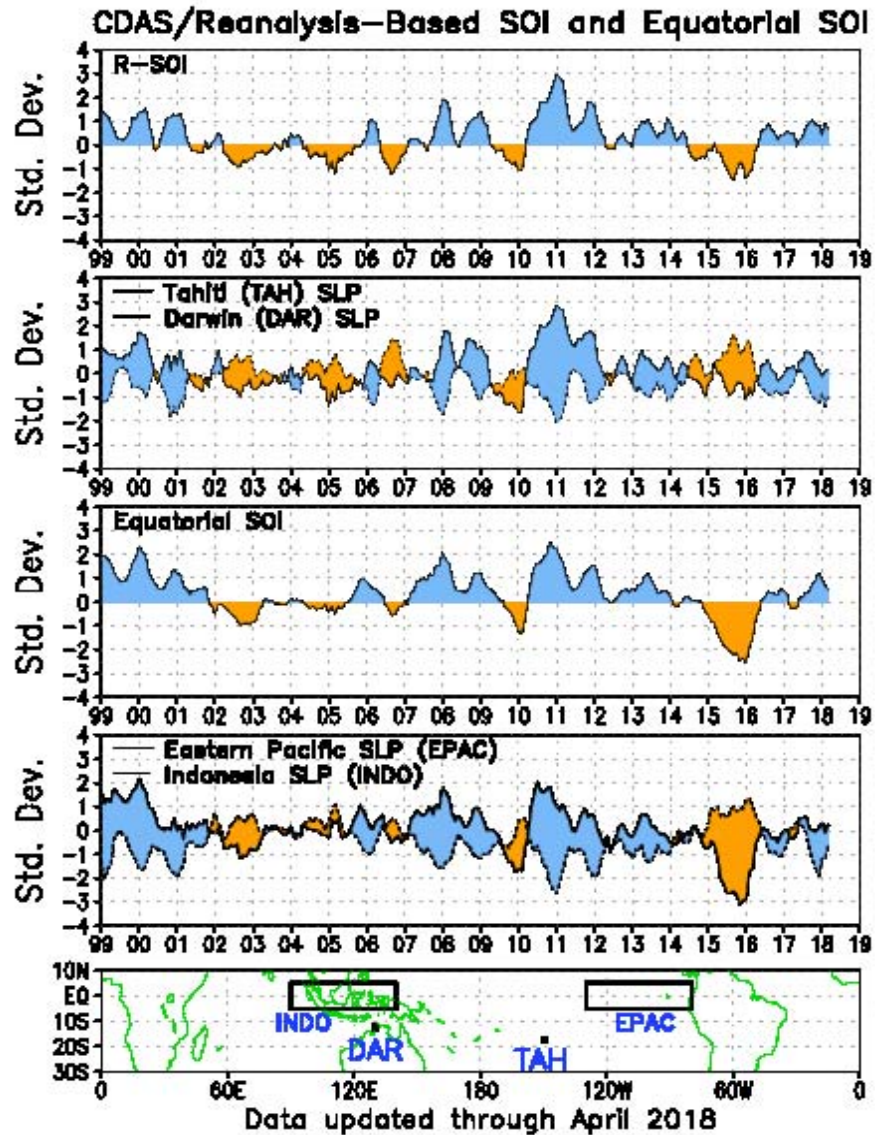 CDAS/Reanalysis-Based SOI and Equatorial SOI
Std. Dev.
4
R-SOI
3
2
1
0
-1
-2
-3
-4
99 00 01 02 03 04 05 06 07 08 09 10 11 12 13 14 15 16 17 18 19
Std. Dev.
4
3
Tahiti (TAH) SLP
Darwin (DAR) SLP
2
1
0
-1
-2
-3
-4
99 00 01 02 03 04 05 06 07 08 09 10 11 12 13 14 15 16 17 18 19
Std. Dev.
4
Equatorial SOI
3
2
1
0
-1
-2
-3
-4
99 00 01 02 03 04 05 06 07 08 09 10 11 12 13 14 15 16 17 18 19
Std. Dev.
4
Eastern Pacific SLP (EPAC)
3
Indonesia SLP (INDO)
2
1
0
-1
-2
-3
-4
99 00 01 02 03 04 05 06 07 08 09 10 11 12 13 14 15 16 17 18 19
10N
EQ
10S
20S
30S
INDO
EPAC
DAR
TAH
0 60E 120E 180 120W 60W 0
Data updated through April 2018